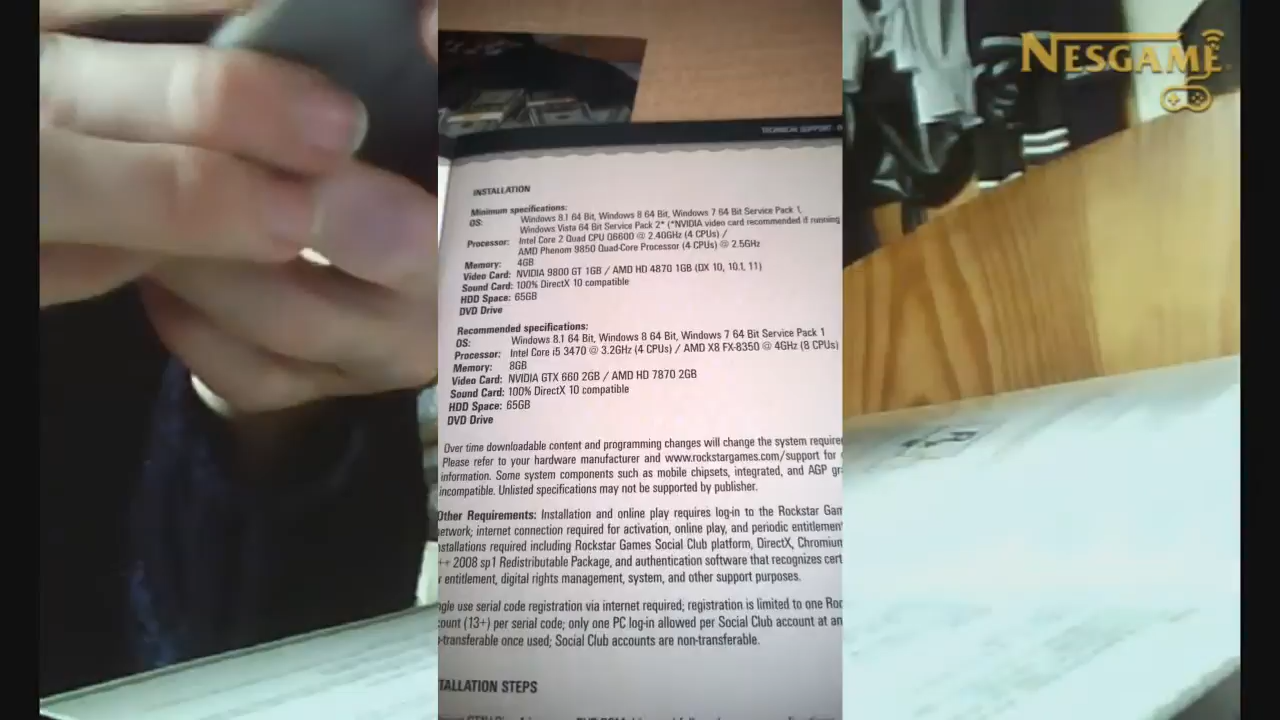 NESGAME
TECHNICAL SUPPORT
INSTALLATION
Minimum specifications:
OS: Windows 8.1 64 Bit, Windows 8 64 Bit, Windows 7 64 Bit Service Pack 1,
Windows Vista 64 Bit Service Pack 2* (*NVIDIA video card recommended if running
Processor: Intel Core 2 Quad CPU Q6600 @ 2.40GHz (4 CPUs) /
AMD Phenom 9850 Quad-Core Processor (4 CPUs) @ 2.5GHz
Memory: 4GB
Video Card: NVIDIA 9800 GT 1GB / AMD HD 4870 1GB (DX 10, 10.1, 11)
Sound Card: 100% DirectX 10 compatible
HDD Space: 65GB
DVD Drive
Recommended specifications:
OS: Windows 8.1 64 Bit, Windows 8 64 Bit, Windows 7 64 Bit Service Pack 1
Processor: Intel Core i5 3470 @ 3.2GHz (4 CPUs) / AMD X8 FX-8350 @ 4GHz (8 CPUs)
Memory: 8GB
Video Card: NVIDIA GTX 660 2GB / AMD HD 7870 2GB
Sound Card: 100% DirectX 10 compatible
HDD Space: 65GB
DVD Drive
Over time downloadable content and programming changes will change the system require
Please refer to your hardware manufacturer and www.rockstargames.com/support for
information. Some system components such as mobile chipsets, integrated, and AGP gr
incompatible. Unlisted specifications may not be supported by publisher.
Other Requirements: Installation and online play requires log-in to the Rockstar Gam
etwork; internet connection required for activation, online play, and periodic entitlemen
stallations required including Rockstar Games Social Club platform, DirectX, Chromium
++ 2008 sp1 Redistributable Package, and authentication software that recognizes cert
r entitlement, digital rights management, system, and other support purposes.
ngle use serial code registration via internet required; registration is limited to one Roc
count (13+) per serial code; only one PC log-in allowed per Social Club account at an
-transferable once used; Social Club accounts are non-transferable.
TALLATION STEPS